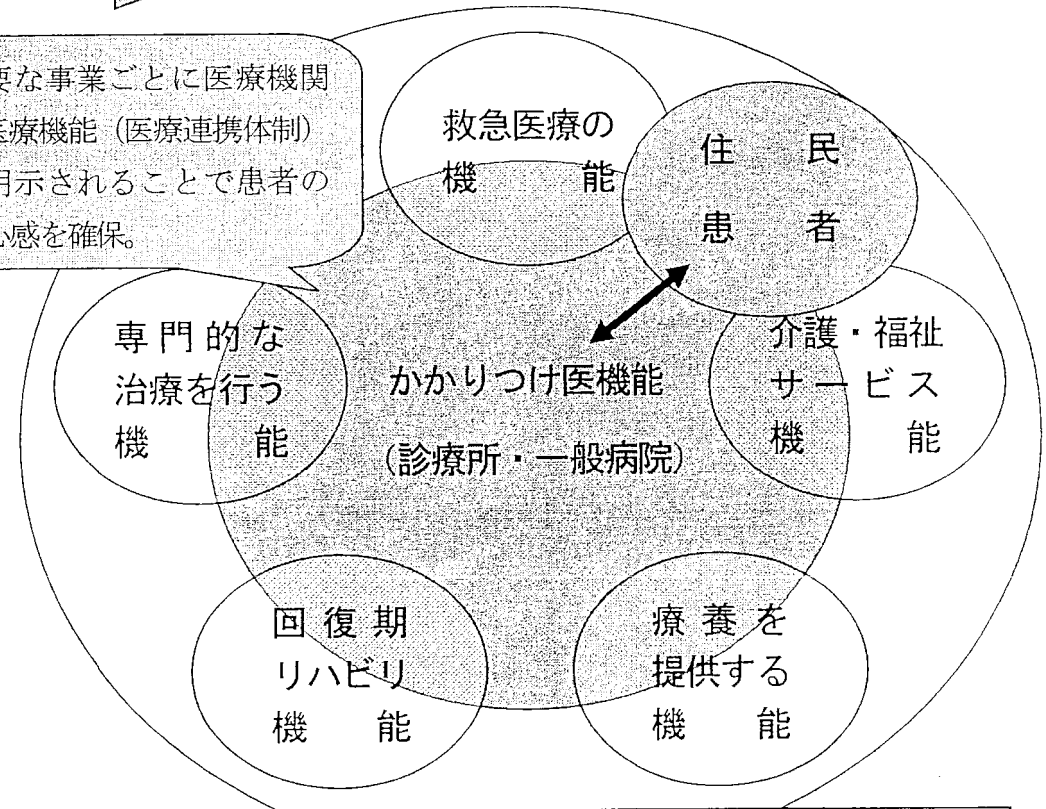 要な事業ごとに医療機関
医療機能（医療連携体制）
明示されることで患者の
心感を確保。
救急医療の
機　　能
住　　民
患　　者
専門的な
治療を行う
機　　能
かかりつけ医機能
（診療所・一般病院）
介護・福祉
サービス
機　　能
回復期
リハビリ
機　　能
療養を
提供する
機　　能